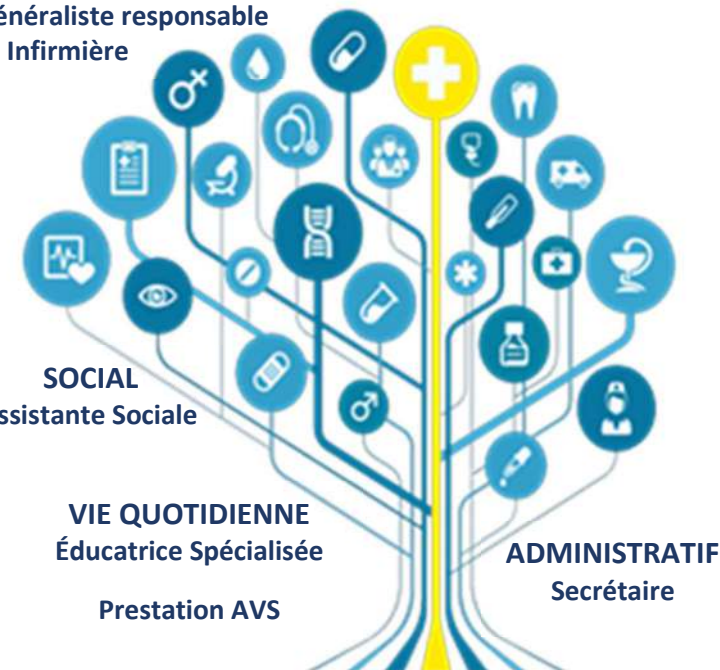 énéraliste responsable
Infirmière
SOCIAL
ssistante Sociale
VIE QUOTIDIENNE
Éducatrice Spécialisée
Prestation AVS
ADMINISTRATIF
Secrétaire